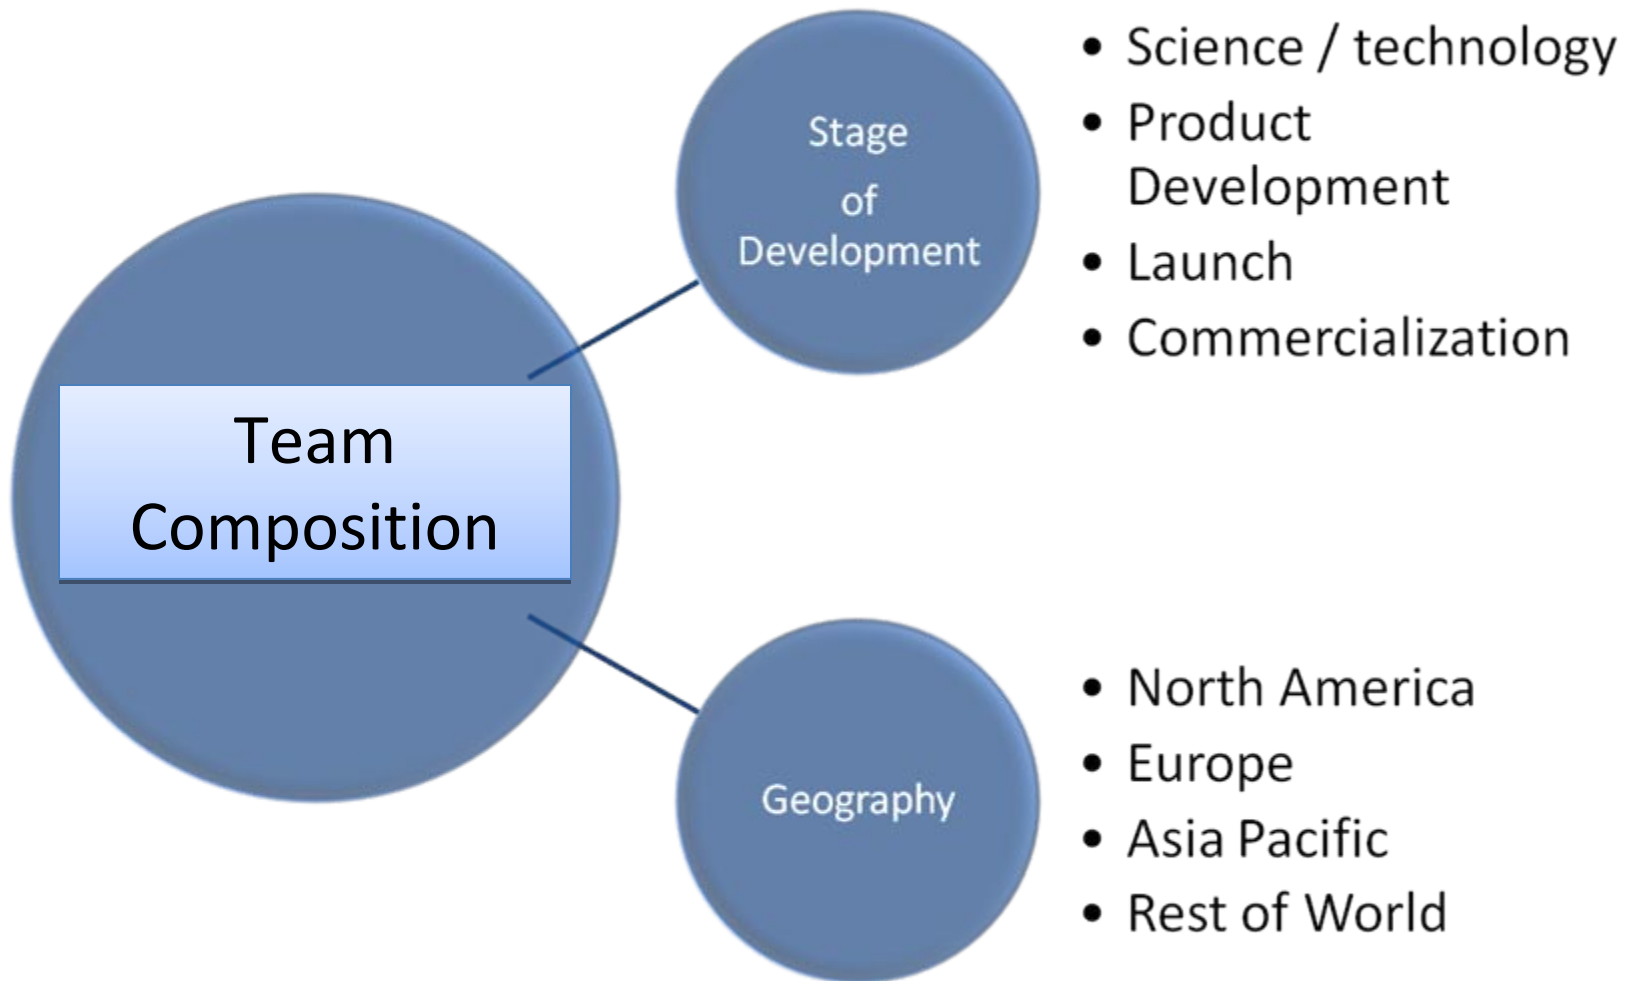 Team
Composition
Stage
of
Development
• Science / technology
• Product
Development
• Launch
• Commercialization
Geography
• North America
• Europe
• Asia Pacific
• Rest of World